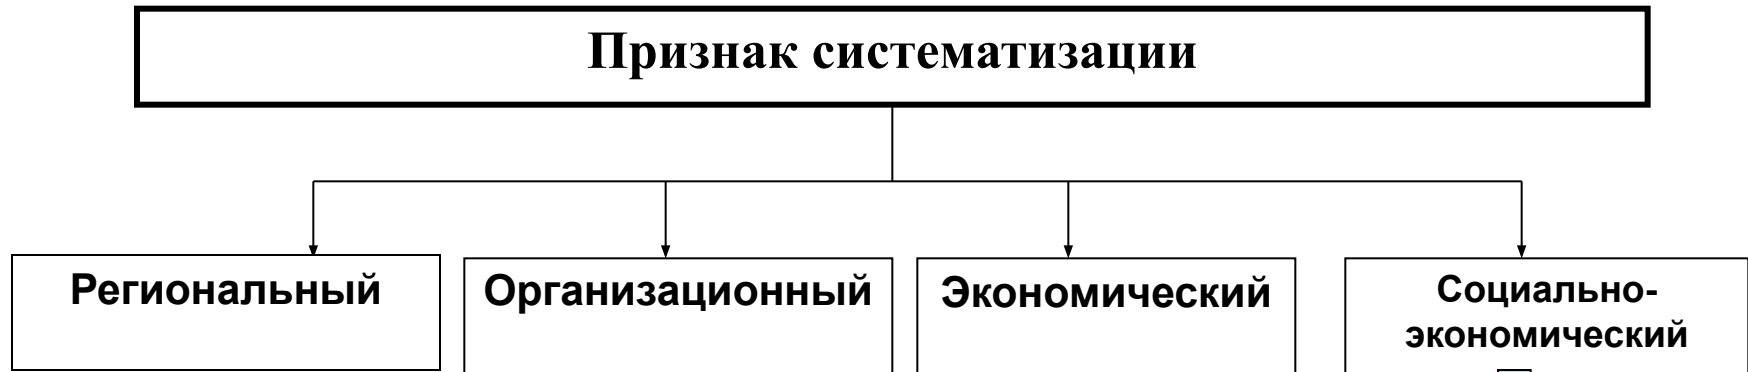 Признак систематизации
Региональный
Организационный
Экономический
Социально-
экономический